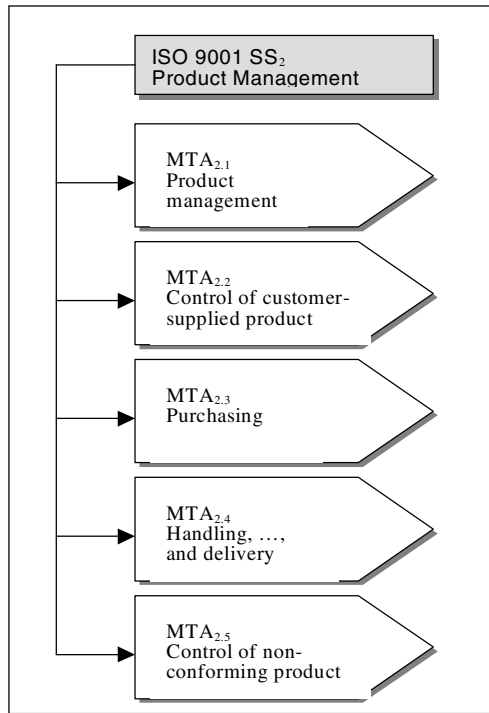 ISO 9001 SS₂
Product Management
MTA₂.₁
Product
management
MTA₂.₂
Control of customer-
supplied product
MTA₂.₃
Purchasing
MTA₂.₄
Handling, …,
and delivery
MTA₂.₅
Control of non-
conforming product